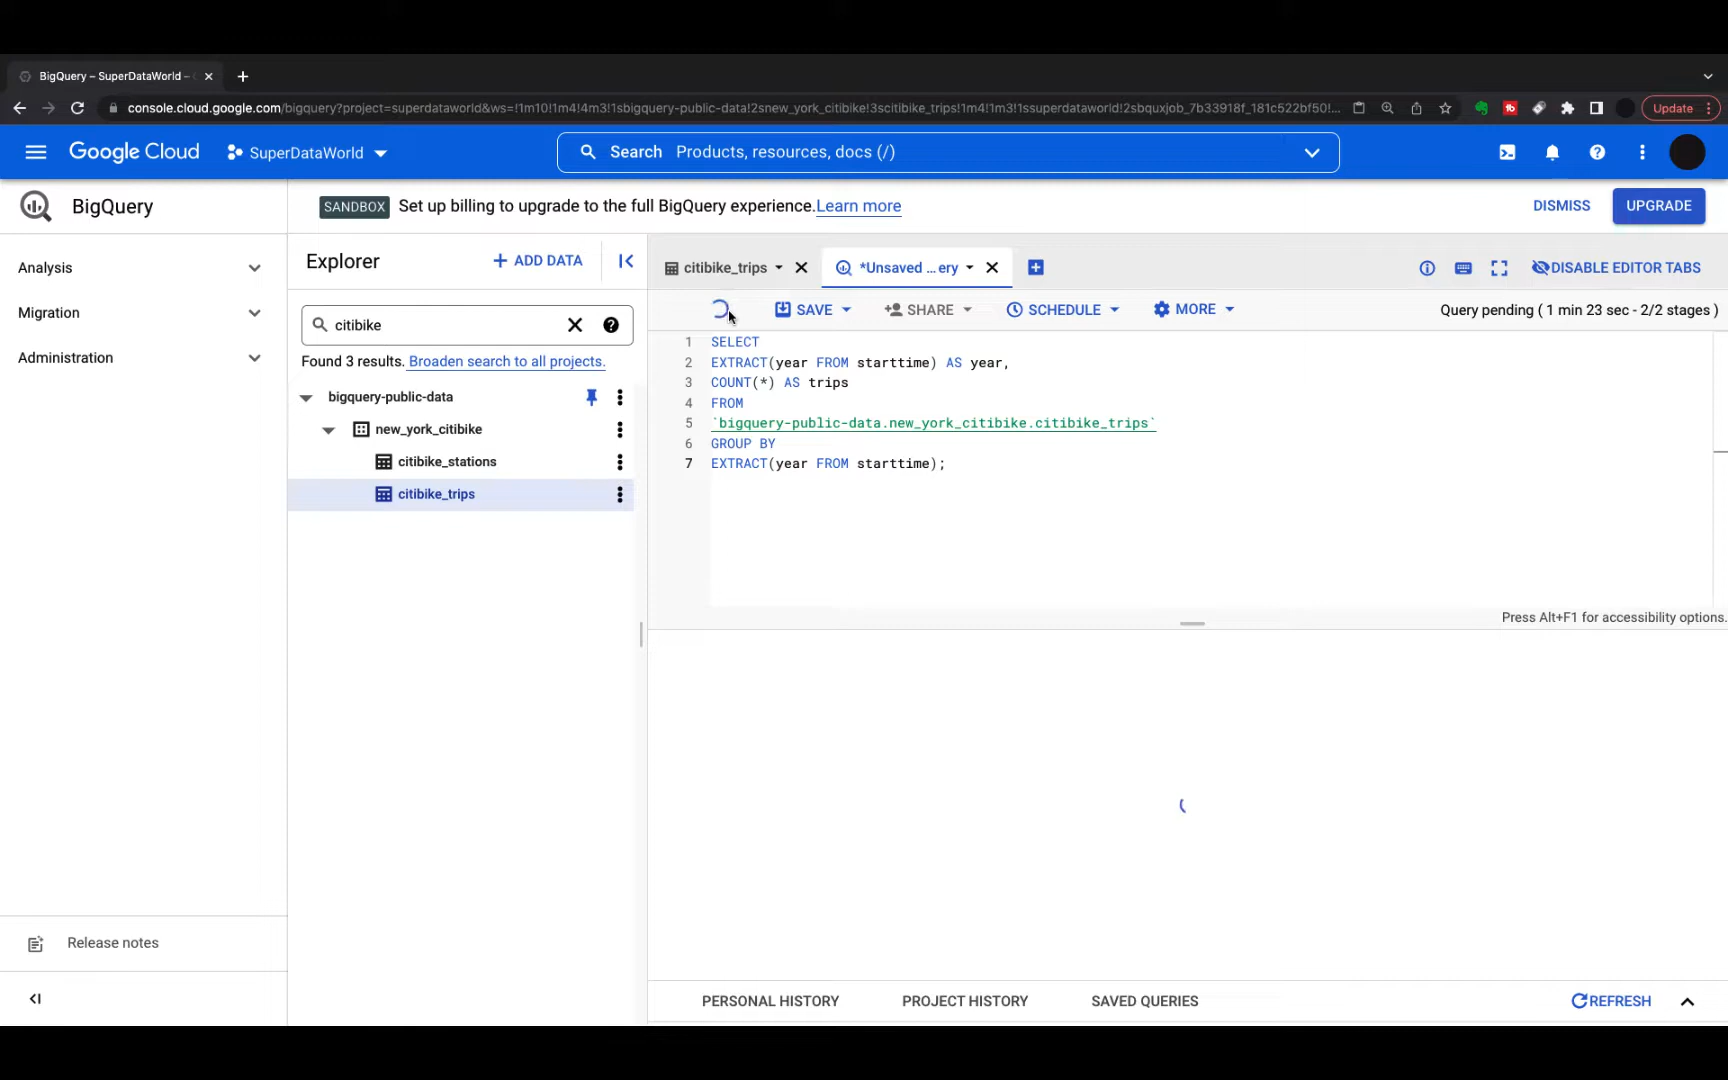 BigQuery – SuperDataWorld –
console.cloud.google.com/bigquery?project=superdataworld&ws=!1m10!1m4!4m3!1sbigquery-public-data!2snew_york_citibike!3scitibike_trips!1m4!1m3!1ssuperdataworld!2sbquxjob_7b33918f_181c522bf50!...
Update
Google Cloud
SuperDataWorld
Search Products, resources, docs (/)
BigQuery
SANDBOX Set up billing to upgrade to the full BigQuery experience. Learn more
DISMISS
UPGRADE
Analysis
Migration
Administration
Release notes
Explorer
+ ADD DATA
citibike
Found 3 results. Broaden search to all projects.
bigquery-public-data
new_york_citibike
citibike_stations
citibike_trips
citibike_trips
*Unsaved ...ery
DISABLE EDITOR TABS
SAVE
SHARE
SCHEDULE
MORE
Query pending ( 1 min 23 sec - 2/2 stages )
1 SELECT
2 EXTRACT(year FROM starttime) AS year,
3 COUNT(*) AS trips
4 FROM
5 `bigquery-public-data.new_york_citibike.citibike_trips`
6 GROUP BY
7 EXTRACT(year FROM starttime);
Press Alt+F1 for accessibility options.
PERSONAL HISTORY
PROJECT HISTORY
SAVED QUERIES
REFRESH